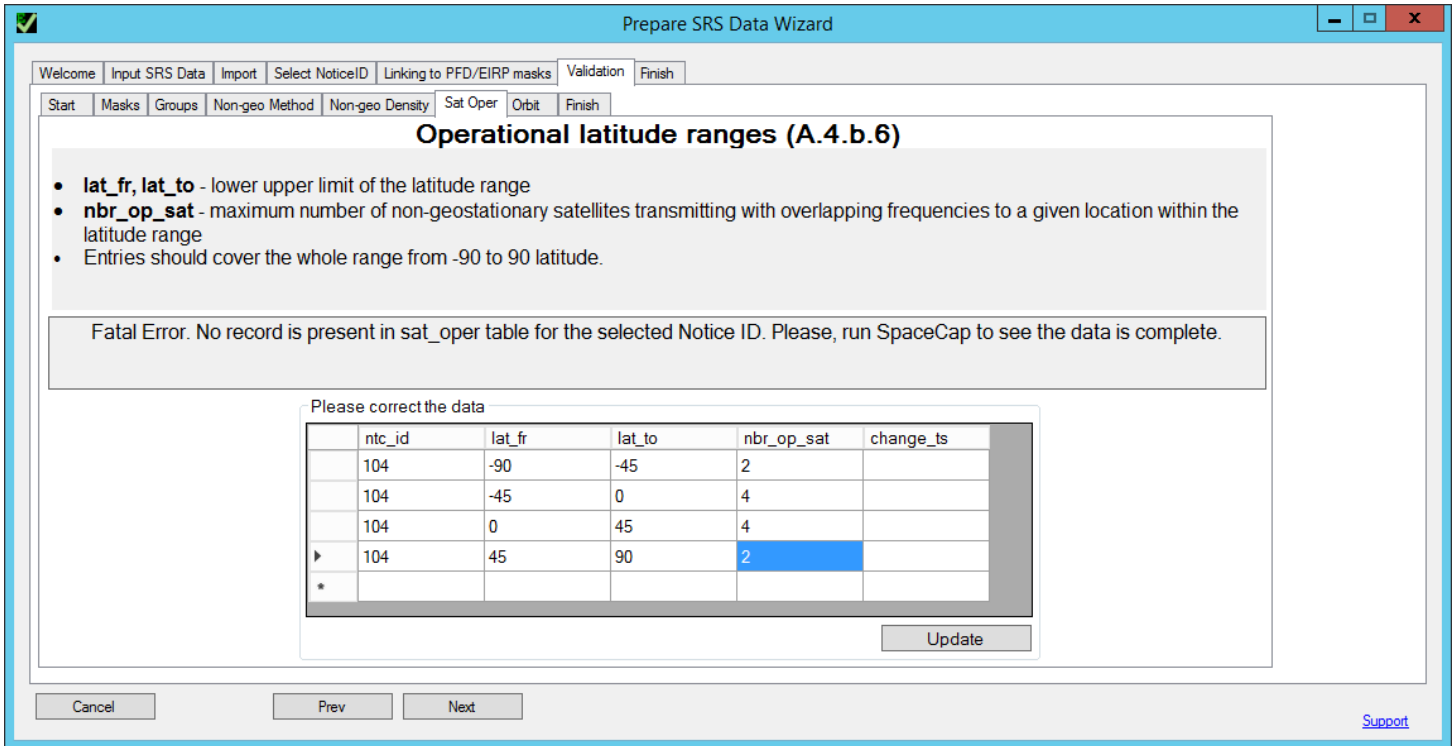 Prepare SRS Data Wizard
Welcome Input SRS Data Import Select NoticeID Linking to PFD/EIRP masks Validation Finish
Start Masks Groups Non-geo Method Non-geo Density Sat Oper Orbit Finish
Operational latitude ranges (A.4.b.6)
• lat_fr, lat_to - lower upper limit of the latitude range
• nbr_op_sat - maximum number of non-geostationary satellites transmitting with overlapping frequencies to a given location within the
latitude range
• Entries should cover the whole range from -90 to 90 latitude.
Fatal Error. No record is present in sat_oper table for the selected Notice ID. Please, run SpaceCap to see the data is complete.
Please correct the data
ntc_id lat_fr lat_to nbr_op_sat change_ts
104 -90 -45 2
104 -45 0 4
104 0 45 4
104 45 90 2
Update
Cancel Prev Next
Support